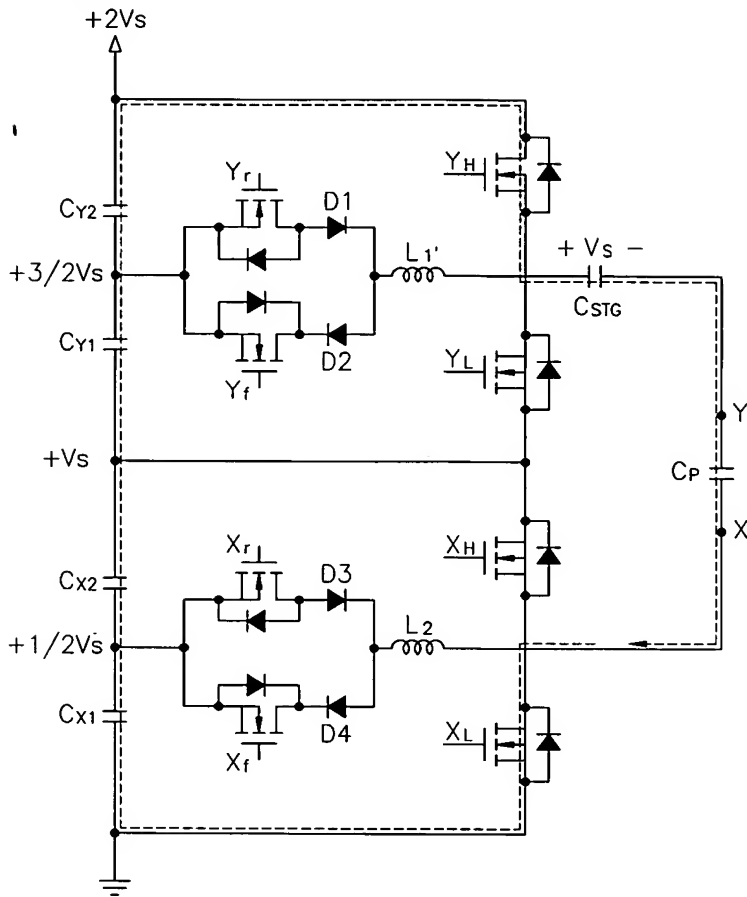 +2Vs
YH
Yr
D1
CY2
L1'
+ Vs −
+3/2Vs
CSTG
CY1
YL
D2
Yf
Y
+Vs
CP
X
Xr
XH
D3
CX2
L2
+1/2Vs
CX1
D4
XL
Xf